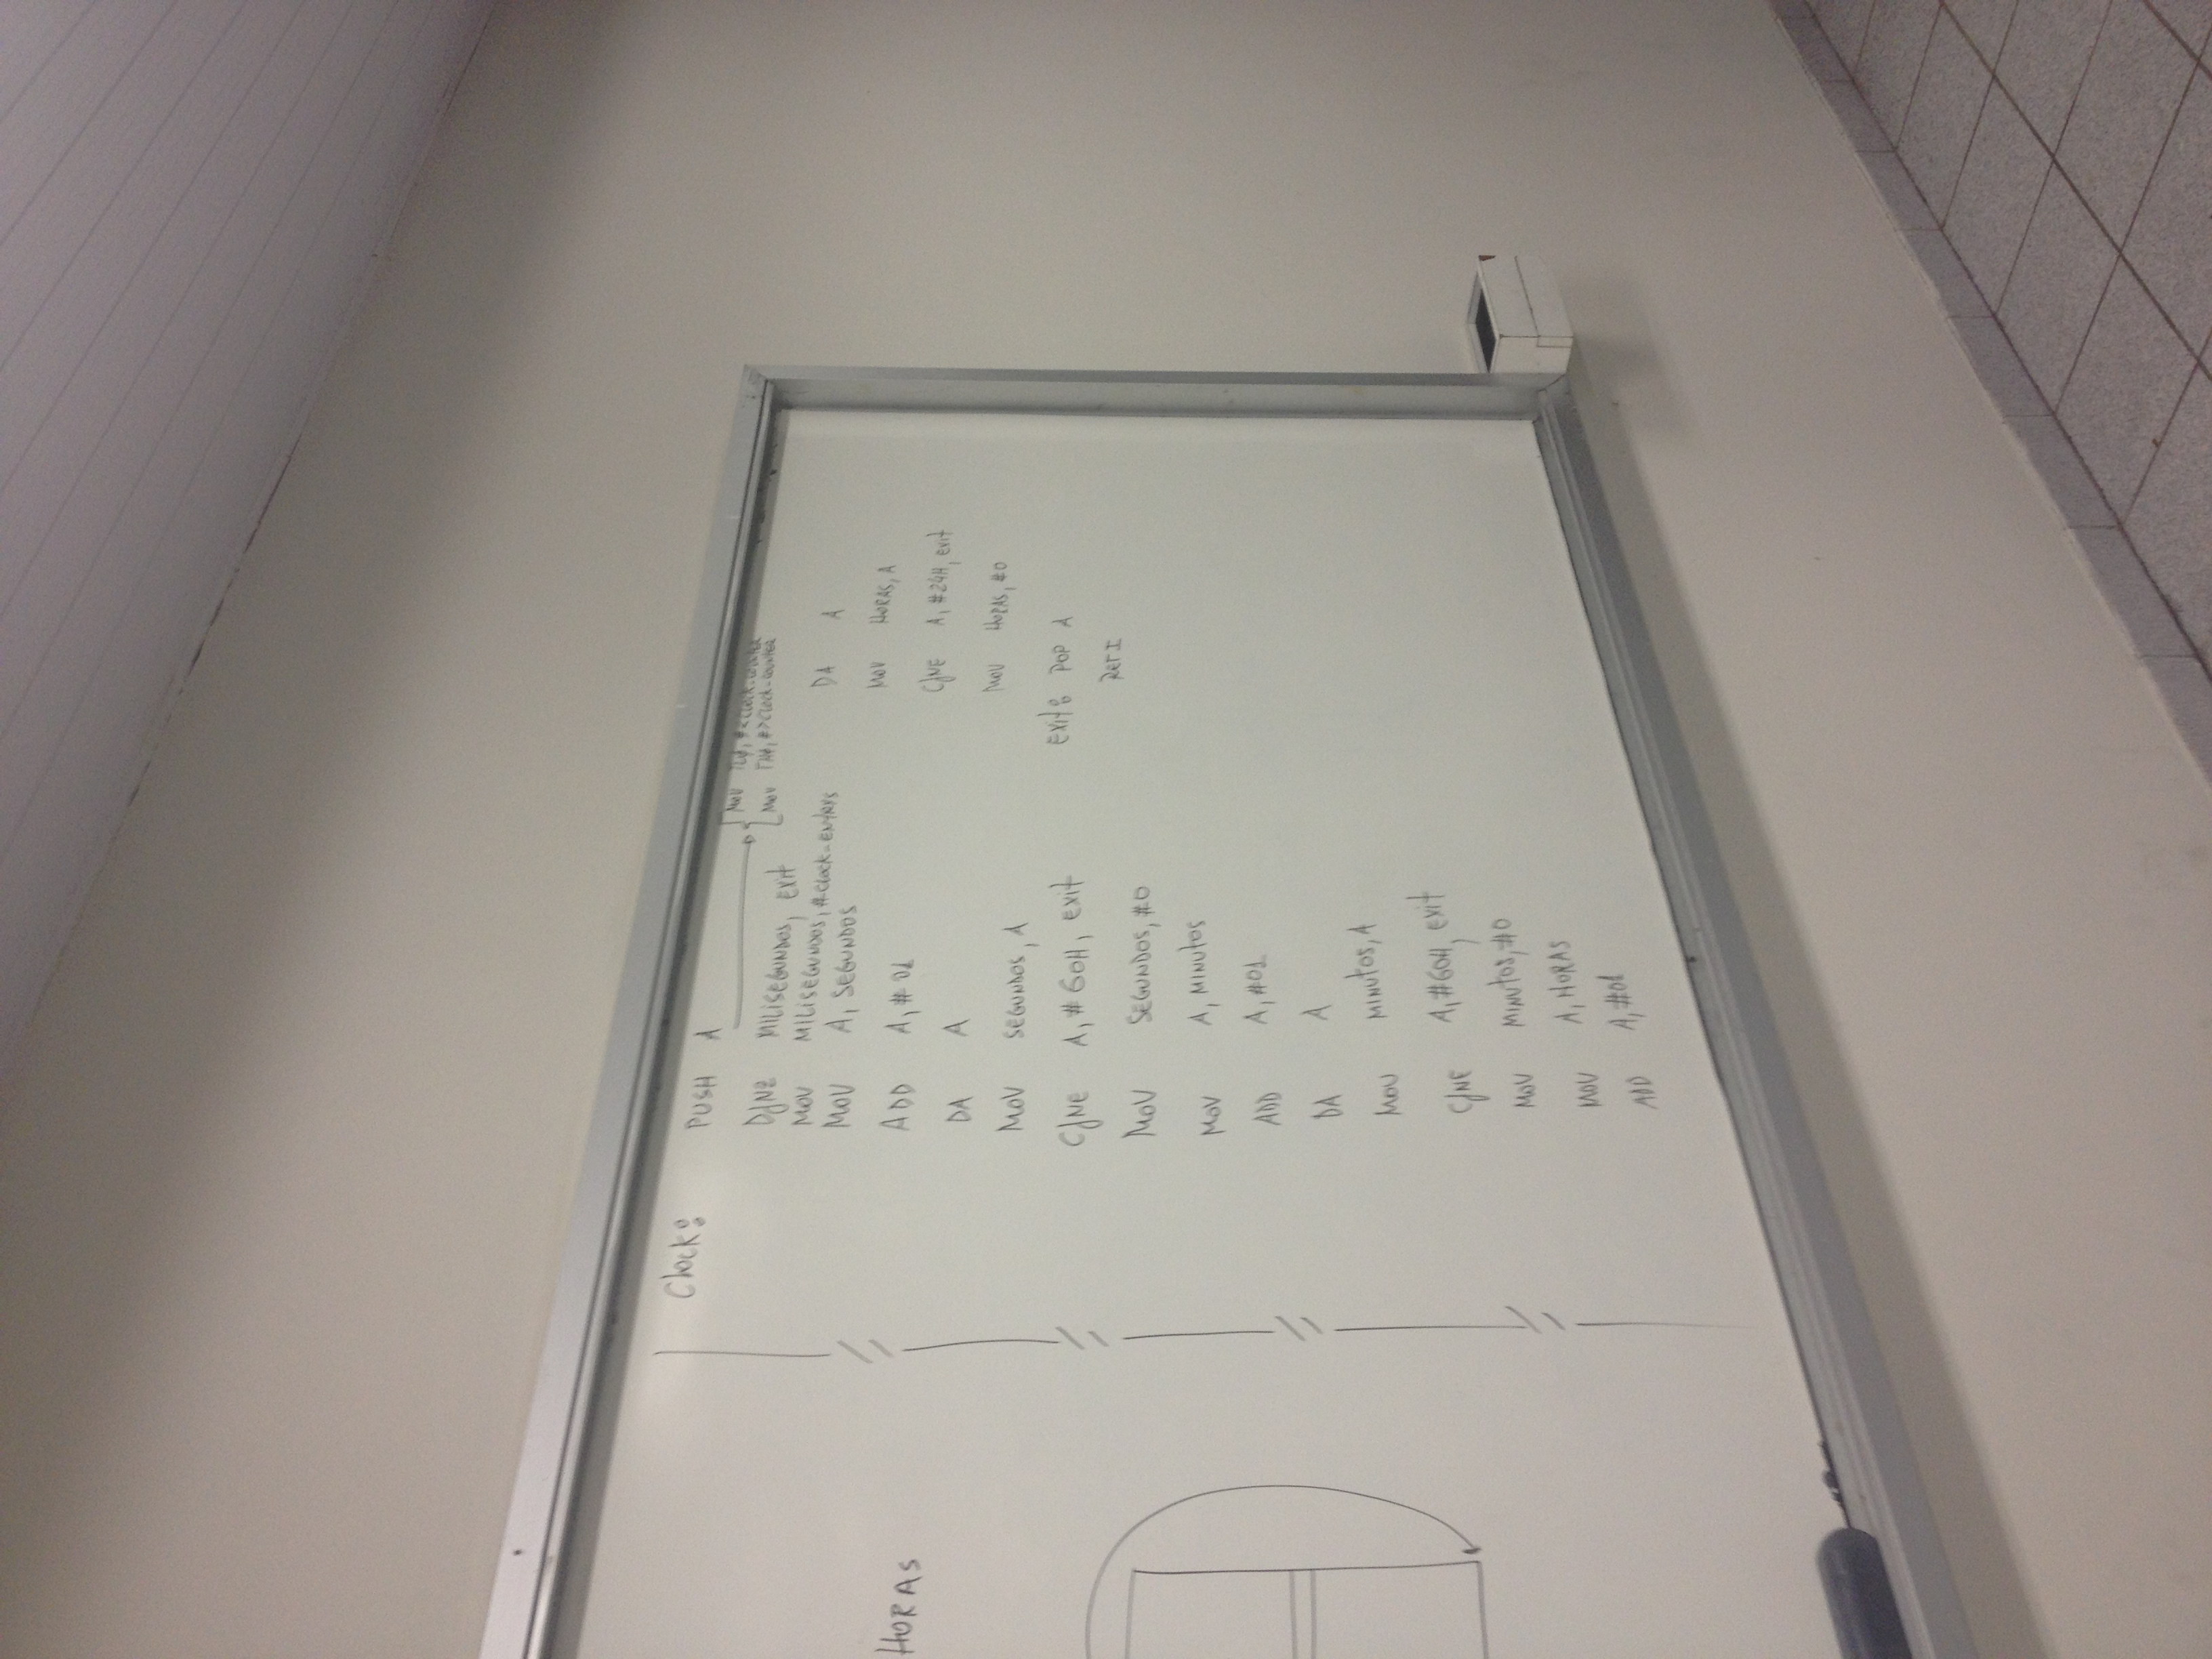 HORAS
Clock:
PUSH A
MOV TLØ, #<CLOCK-COUNTER
MOV THØ, #>CLOCK-COUNTER
DJNZ MILISEGUNDOS, EXIT
MOV MILISEGUNDOS, #CLOCK-ENTRYS
MOV A, SEGUNDOS
ADD A, #01
DA A
MOV SEGUNDOS, A
CJNE A, #60H, EXIT
MOV SEGUNDOS, #0
MOV A, MINUTOS
ADD A, #01
DA A
MOV MINUTOS, A
CJNE A, #60H, EXIT
MOV MINUTOS, #0
MOV A, HORAS
ADD A, #01
DA A
MOV HORAS, A
CJNE A, #24H, EXIT
MOV HORAS, #0
EXIT: POP A
RETI